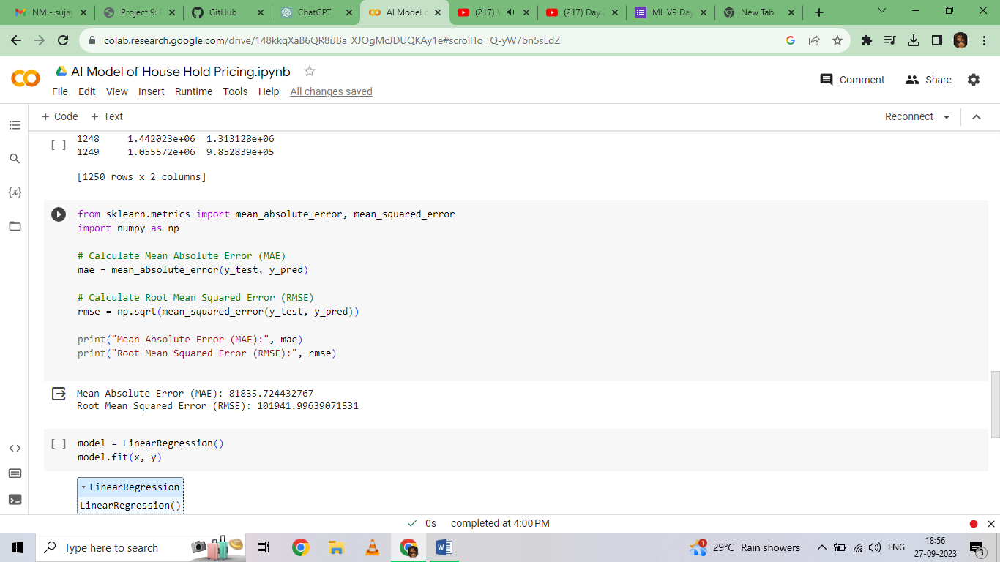 NM - suja
Project 9: F
GitHub
ChatGPT
AI Model o
(217)
(217) Day
ML V9 Day
New Tab
colab.research.google.com/drive/148kkqXaB6QR8iJBa_XJOgMcJDUQKAy1e#scrollTo=Q-yW7bn5sLdZ
AI Model of House Hold Pricing.ipynb
Comment
Share
File Edit View Insert Runtime Tools Help All changes saved
+ Code + Text
Reconnect
1248 1.442023e+06 1.313128e+06
[ ]
1249 1.055572e+06 9.852839e+05
[1250 rows x 2 columns]
{x}
from sklearn.metrics import mean_absolute_error, mean_squared_error
import numpy as np
# Calculate Mean Absolute Error (MAE)
mae = mean_absolute_error(y_test, y_pred)
# Calculate Root Mean Squared Error (RMSE)
rmse = np.sqrt(mean_squared_error(y_test, y_pred))
print("Mean Absolute Error (MAE):", mae)
print("Root Mean Squared Error (RMSE):", rmse)
Mean Absolute Error (MAE): 81835.724432767
Root Mean Squared Error (RMSE): 101941.99639071531
[ ] model = LinearRegression()
model.fit(x, y)
LinearRegression
LinearRegression()
0s completed at 4:00 PM
Type here to search
1
29°C Rain showers
ENG
18:56
27-09-2023
3